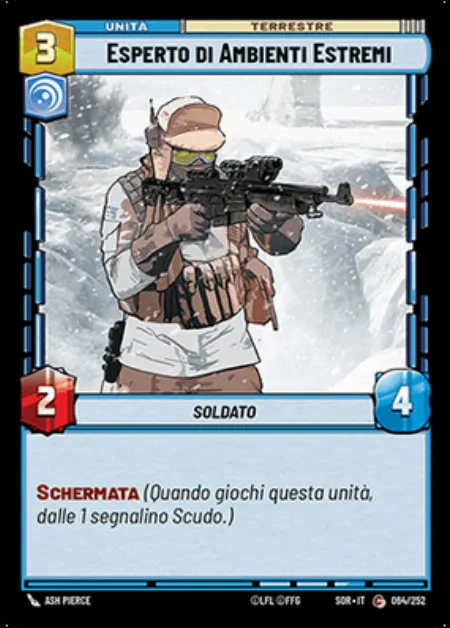 UNITÀ
TERRESTRE
3
ESPERTO DI AMBIENTI ESTREMI
2
SOLDATO
4
SCHERMATA (Quando giochi questa unità,
dalle 1 segnalino Scudo.)
ASH PIERCE
©LFL ©FFG
SOR•IT
C
064/252